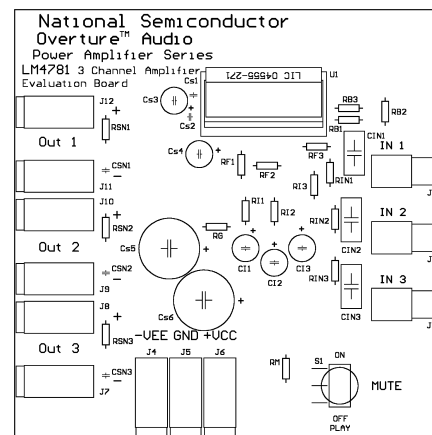 National Semiconductor
Overture™ Audio
Power Amplifier Series
LM4781 3 Channel Amplifier
Evaluation Board
Cs1
LIC 04555-271
U1
Cs3
Cs2
J12
+
RSN1
Out 1
−
CSN1
J11
Cs4
RF1
RF2
RF3
RB3
RB1
RB2
CIN1
IN 1
RIN1
RI3
J10
+
RSN2
Out 2
−
CSN2
J9
RI1
RI2
RG
Cs5
+
CI1
CI2
CI3
RIN2
CIN2
IN 2
RIN3
CIN3
IN 3
J8
+
RSN3
Out 3
−
CSN3
J7
Cs6
+
-VEE GND +VCC
J4 J5 J6
RM
S1
ON
MUTE
OFF
PLAY